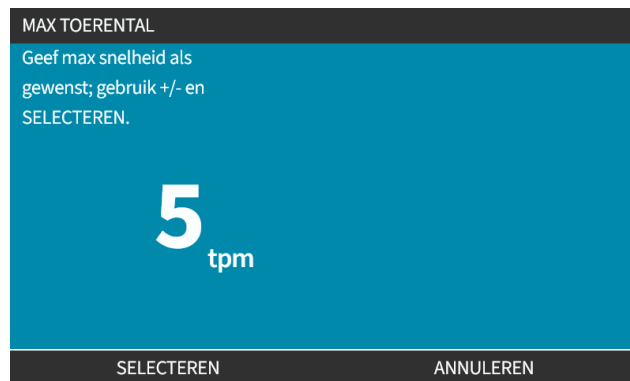 MAX TOERENTAL
Geef max snelheid als
gewenst; gebruik +/- en
SELECTEREN.
5 tpm
SELECTEREN ANNULEREN